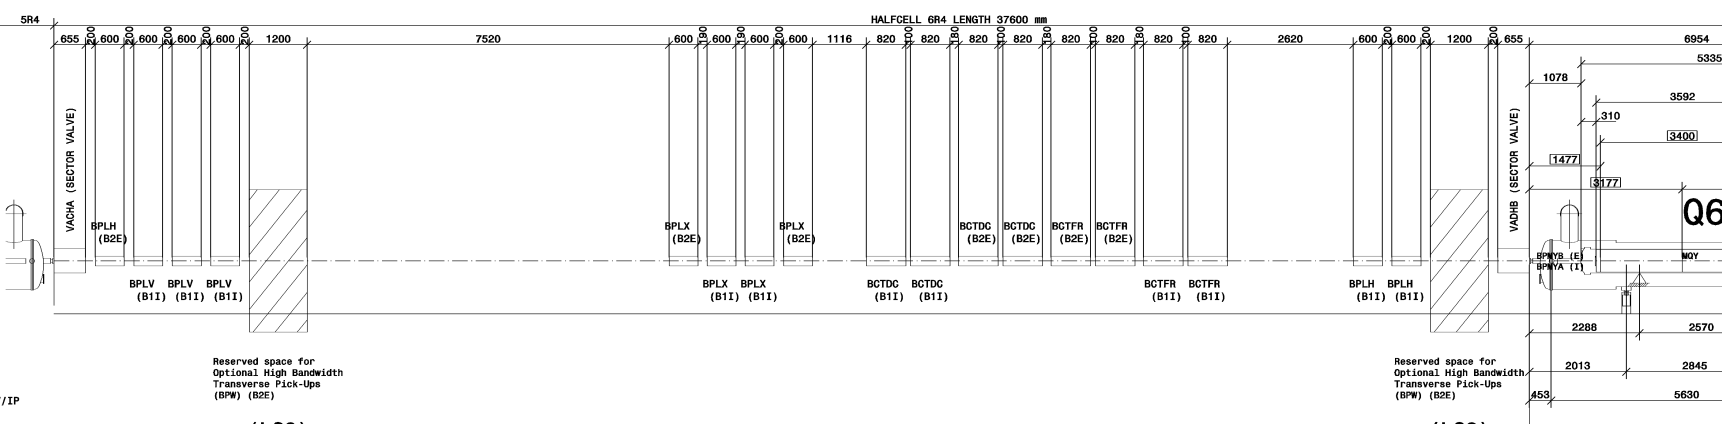 5R4
HALFCELL 6R4 LENGTH 37600 mm
655 200 600 200 600 200 600 200 600 200 1200 7520 600 190 600 190 600 200 600 1116 820 100 820 180 820 100 820 180 820 100 820 180 820 100 820 2620 600 200 600 200 1200 200 655 6954
5335
1078
3592
310
3400
1477
3177
VACHA (SECTOR VALVE)
VADHB (SECTOR VALVE)
Q6
BPLH
(B2E)
BPLX
(B2E)
BPLX
(B2E)
BCTDC
(B2E)
BCTDC
(B2E)
BCTFR
(B2E)
BCTFR
(B2E)
BPMYB (E)
BPMYA (I)
MQY
BPLV
(B1I)
BPLV
(B1I)
BPLV
(B1I)
BPLX
(B1I)
BPLX
(B1I)
BCTDC
(B1I)
BCTDC
(B1I)
BCTFR
(B1I)
BCTFR
(B1I)
BPLH
(B1I)
BPLH
(B1I)
2288 2570
Reserved space for
Optional High Bandwidth
Transverse Pick-Ups
(BPW) (B2E)
Reserved space for
Optional High Bandwidth
Transverse Pick-Ups
(BPW) (B2E)
2013 2845
453 5630
/IP